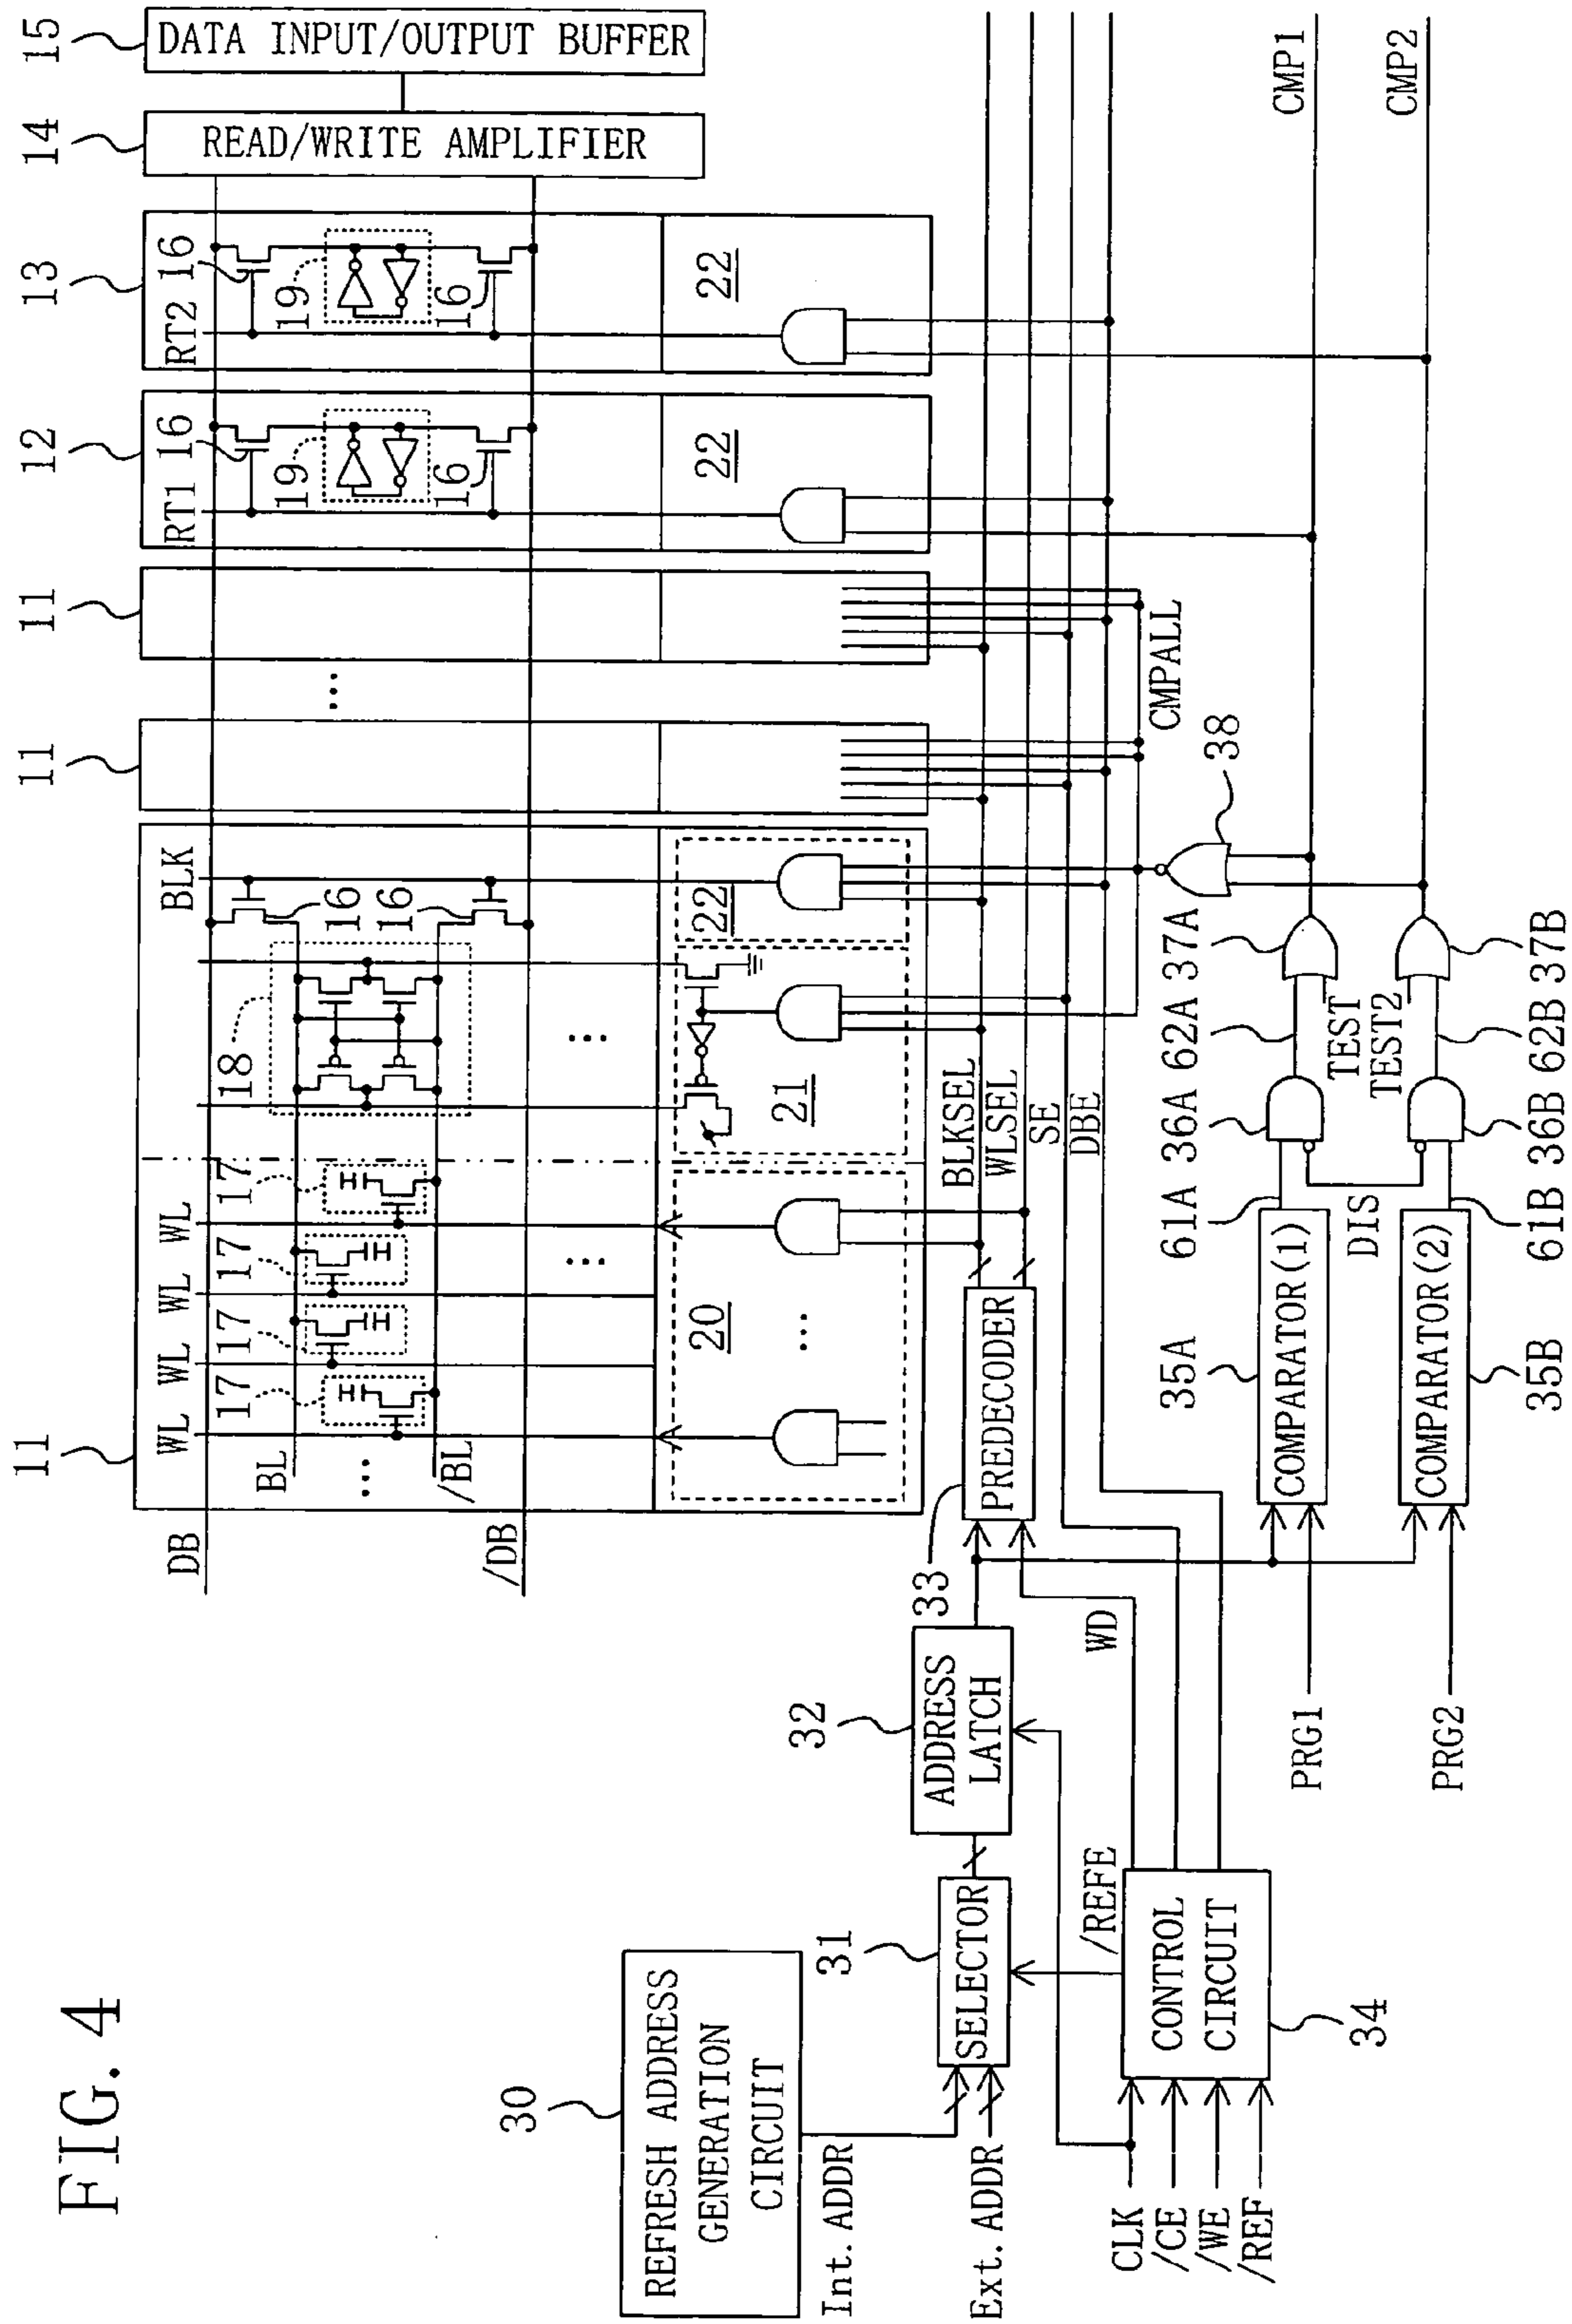 FIG. 4
15
DATA INPUT/OUTPUT BUFFER
14
READ/WRITE AMPLIFIER
13
RT2
16
19
16
22
12
RT1
16
19
16
22
11
...
11
11
BLK
16
16
18
...
WL
WL
WL
WL
17
17
17
17
BL
/BL
...
DB
/DB
22
21
20
...
...
BLKSEL
WLSEL
SE
DBE
CMPALL
CMP1
CMP2
38
37A
37B
62A
62B
TEST
TEST2
36A
36B
61A
61B
DIS
35A
COMPARATOR(1)
35B
COMPARATOR(2)
PRG1
PRG2
33
PREDECODER
WD
32
ADDRESS
LATCH
31
SELECTOR
/REFE
30
REFRESH ADDRESS
GENERATION
CIRCUIT
Int. ADDR
Ext. ADDR
CONTROL
CIRCUIT
34
CLK
/CE
/WE
/REF